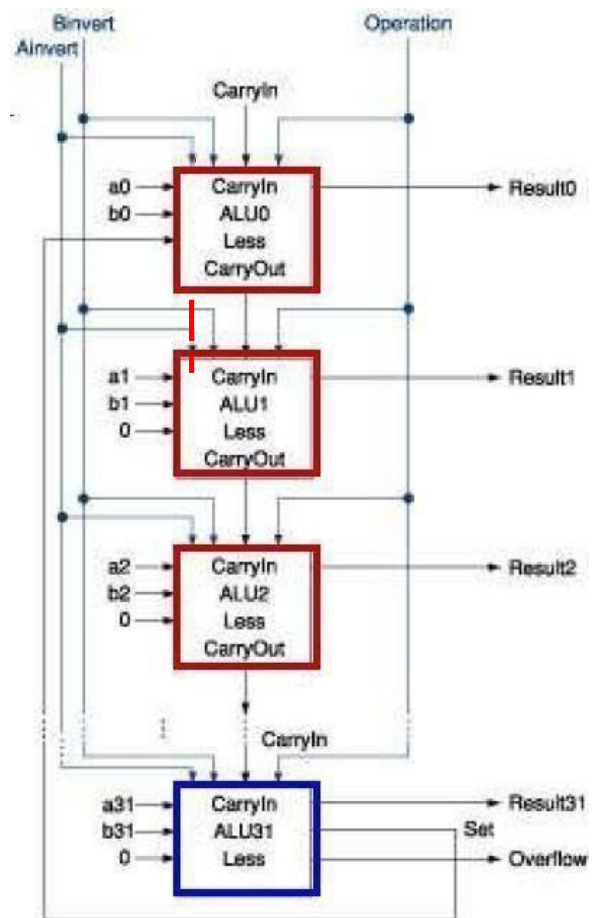 Binvert
Operation
Ainvert
CarryIn
a0
CarryIn
Result0
b0
ALU0
Less
CarryOut
a1
CarryIn
Result1
b1
ALU1
0
Less
CarryOut
a2
CarryIn
Result2
b2
ALU2
0
Less
CarryOut
CarryIn
a31
CarryIn
Result31
b31
ALU31
Set
0
Less
Overflow